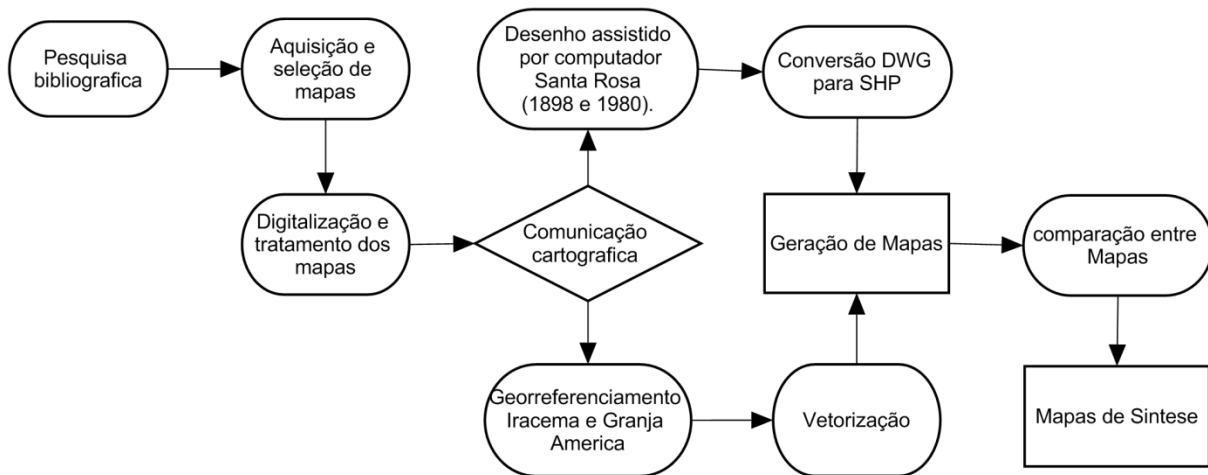 Pesquisa
bibliografica
Aquisição e
seleção de
mapas
Digitalização e
tratamento dos
mapas
Comunicação
cartografica
Desenho assistido
por computador
Santa Rosa
(1898 e 1980).
Conversão DWG
para SHP
Georreferenciamento
Iracema e Granja
America
Vetorização
Geração de Mapas
comparação entre
Mapas
Mapas de Sintese